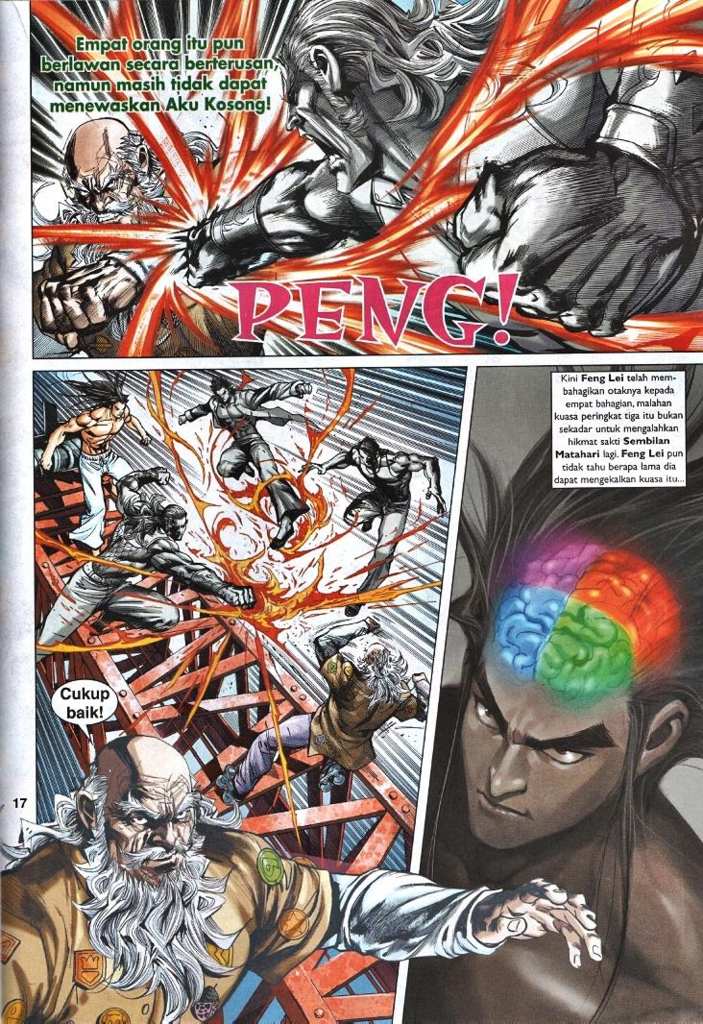 Empat orang itu pun
berlawan secara berterusan,
namun masih tidak dapat
menewaskan Aku Kosong!
PENG!
Kini Feng Lei telah mem-
bahagikan otaknya kepada
empat bahagian, malahan
kuasa peringkat tiga itu bukan
sekadar untuk mengalahkan
hikmat sakti Sembilan
Matahari lagi. Feng Lei pun
tidak tahu berapa lama dia
dapat mengekalkan kuasa itu...
Cukup
baik!
17